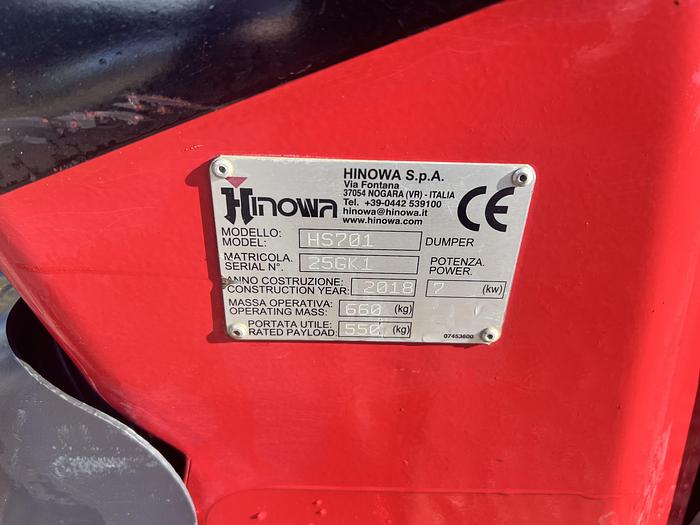 HINOWA S.p.A.
Via Fontana
37054 NOGARA (VR) - ITALIA
Tel. +39-0442 539100
hinowa@hinowa.it
www.hinowa.com
HINOWA
CE
MODELLO:
MODEL: HS701 DUMPER
MATRICOLA.
SERIAL N°. 25GK1
POTENZA.
POWER.
ANNO COSTRUZIONE:
CONSTRUCTION YEAR: 2018 7 (kw)
MASSA OPERATIVA:
OPERATING MASS: 660 (kg)
PORTATA UTILE:
RATED PAYLOAD: 550 (kg)
07453600